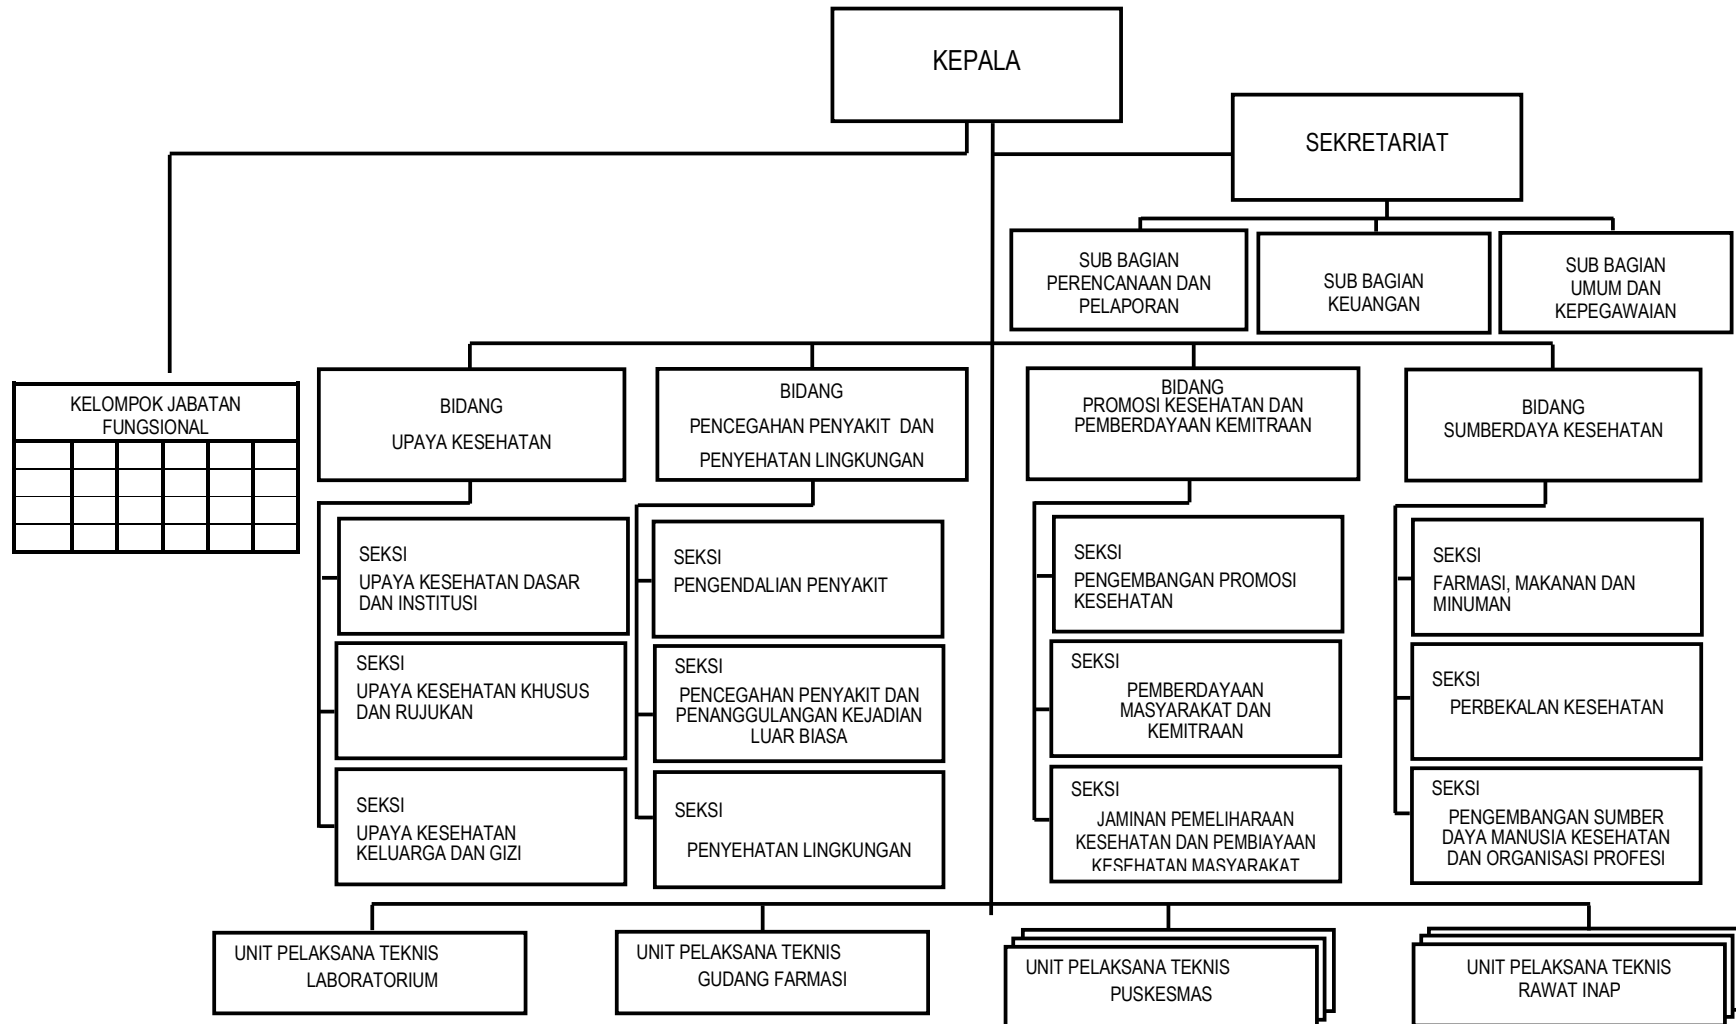 KEPALA
SEKRETARIAT
SUB BAGIAN
PERENCANAAN DAN
PELAPORAN
SUB BAGIAN
KEUANGAN
SUB BAGIAN
UMUM DAN
KEPEGAWAIAN
KELOMPOK JABATAN
FUNGSIONAL
BIDANG
UPAYA KESEHATAN
BIDANG
PENCEGAHAN PENYAKIT DAN
PENYEHATAN LINGKUNGAN
BIDANG
PROMOSI KESEHATAN DAN
PEMBERDAYAAN KEMITRAAN
BIDANG
SUMBERDAYA KESEHATAN
SEKSI
UPAYA KESEHATAN DASAR
DAN INSTITUSI
SEKSI
UPAYA KESEHATAN KHUSUS
DAN RUJUKAN
SEKSI
UPAYA KESEHATAN
KELUARGA DAN GIZI
SEKSI
PENGENDALIAN PENYAKIT
SEKSI
PENCEGAHAN PENYAKIT DAN
PENANGGULANGAN KEJADIAN
LUAR BIASA
SEKSI
PENYEHATAN LINGKUNGAN
SEKSI
PENGEMBANGAN PROMOSI
KESEHATAN
SEKSI
PEMBERDAYAAN
MASYARAKAT DAN
KEMITRAAN
SEKSI
JAMINAN PEMELIHARAAN
KESEHATAN DAN PEMBIAYAAN
KESEHATAN MASYARAKAT
SEKSI
FARMASI, MAKANAN DAN
MINUMAN
SEKSI
PERBEKALAN KESEHATAN
SEKSI
PENGEMBANGAN SUMBER
DAYA MANUSIA KESEHATAN
DAN ORGANISASI PROFESI
UNIT PELAKSANA TEKNIS
LABORATORIUM
UNIT PELAKSANA TEKNIS
GUDANG FARMASI
UNIT PELAKSANA TEKNIS
PUSKESMAS
UNIT PELAKSANA TEKNIS
RAWAT INAP